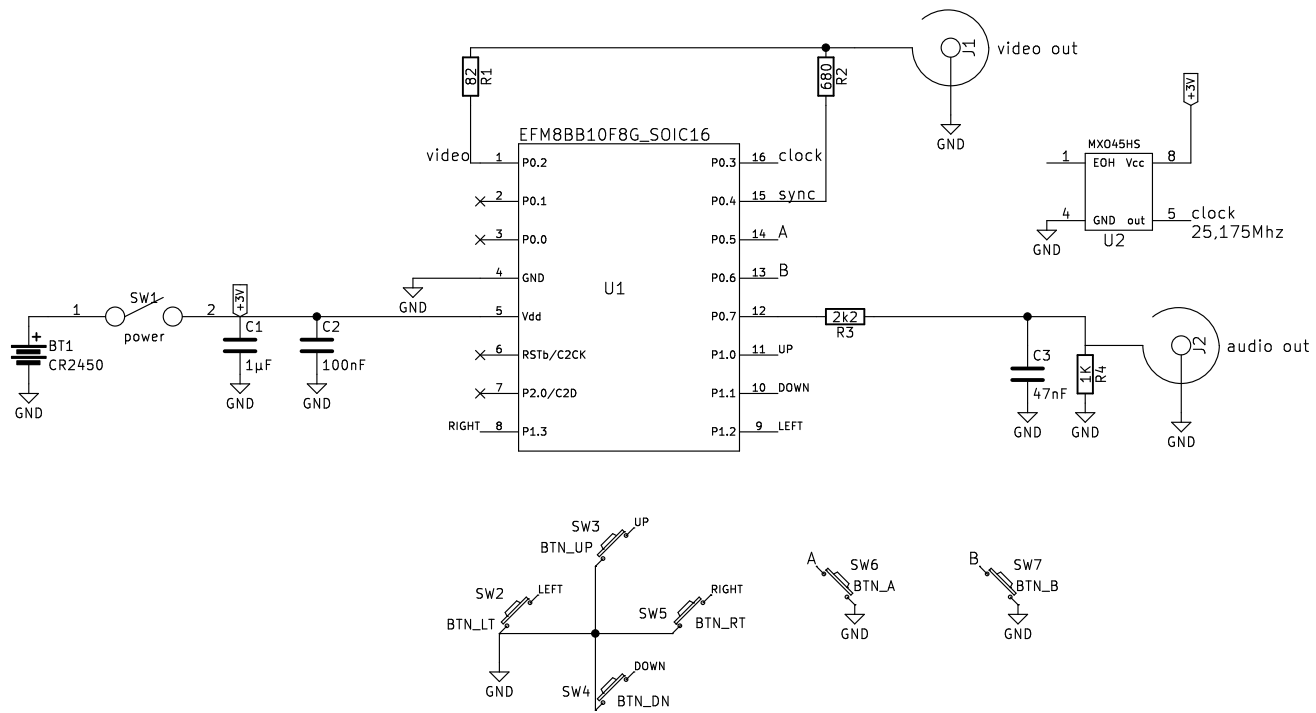 J1
video out
82
R1
680
R2
GND
+3V
EFM8BB10F8G_SOIC16
video
1 P0.2
P0.3 16 clock
2 P0.1
P0.4 15 sync
3 P0.0
P0.5 14 A
4 GND
P0.6 13 B
GND
U1
5 Vdd
P0.7 12
6 RSTb/C2CK
P1.0 11 UP
7 P2.0/C2D
P1.1 10 DOWN
RIGHT 8 P1.3
P1.2 9 LEFT
MXO45HS
1 EOH Vcc 8
4 GND out 5 clock
U2
25,175Mhz
GND
1 SW1 2
power
+3V
BT1
CR2450
GND
C1
1µF
GND
C2
100nF
GND
2k2
R3
C3
47nF
GND
1K
R4
GND
J2
audio out
GND
SW3
UP
BTN_UP
SW2
LEFT
BTN_LT
SW5
RIGHT
BTN_RT
GND
SW4
DOWN
BTN_DN
A
SW6
BTN_A
GND
B
SW7
BTN_B
GND